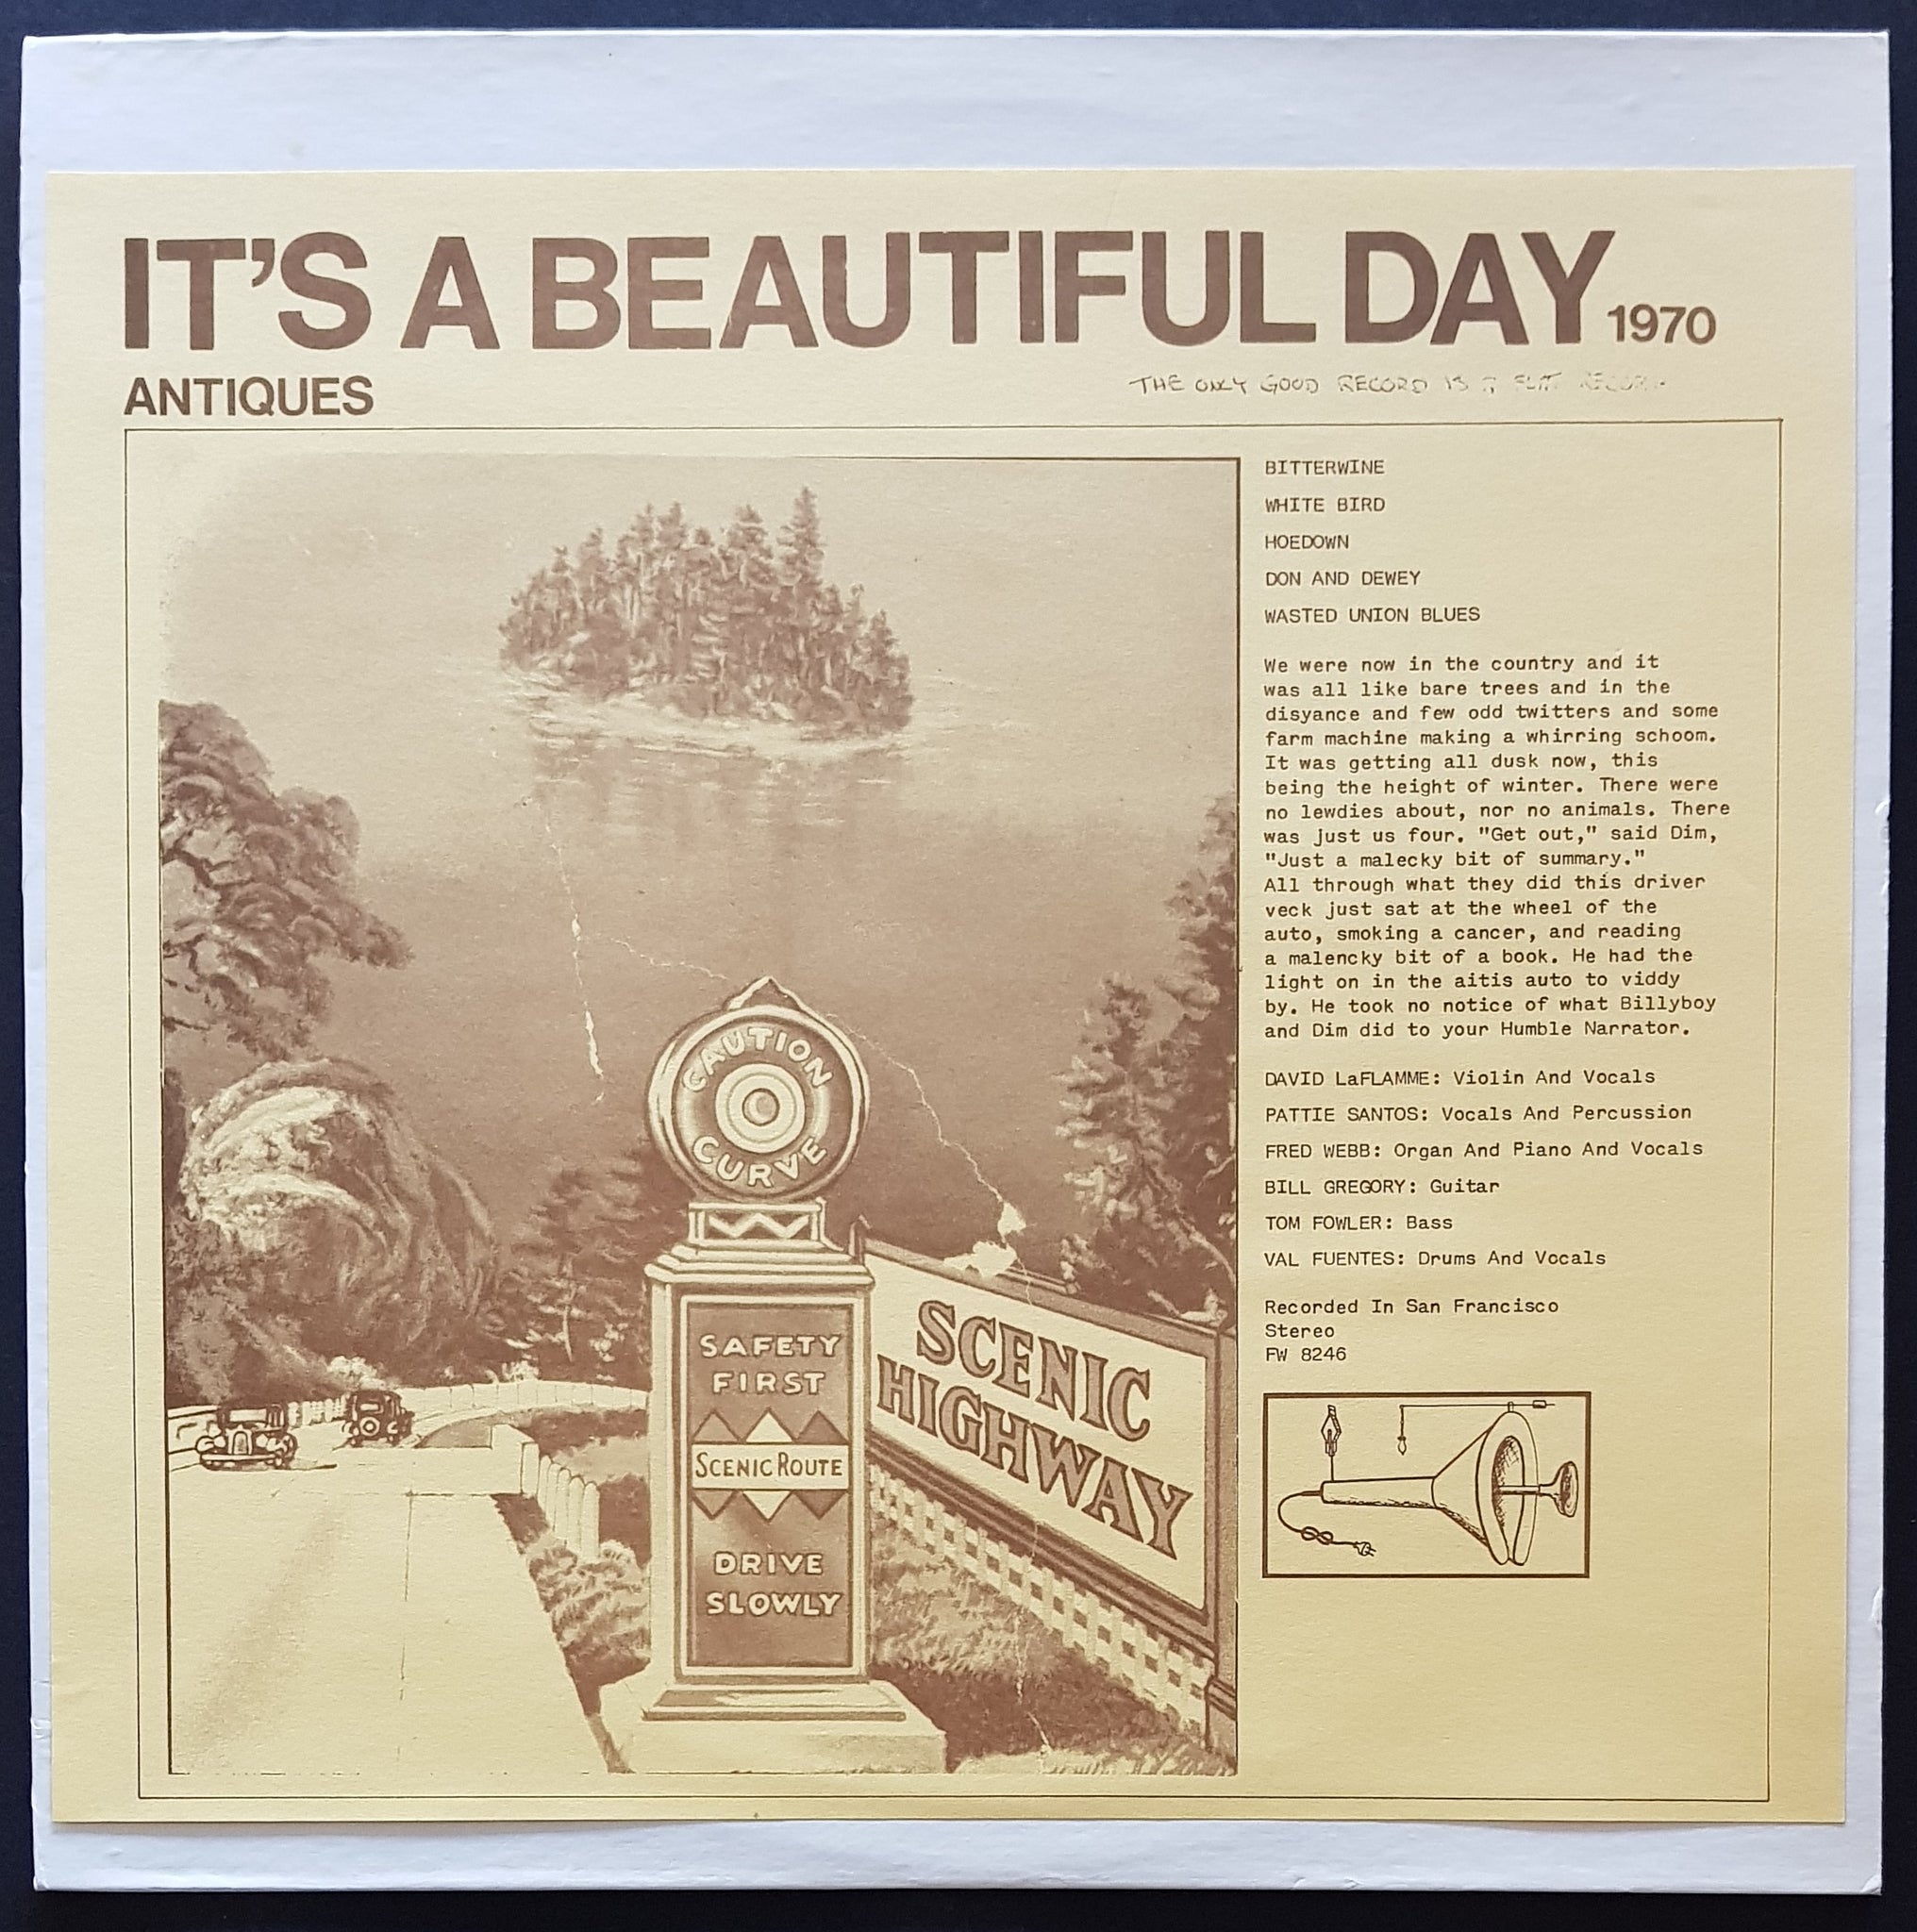 IT'S A BEAUTIFUL DAY 1970
ANTIQUES
THE ONLY GOOD RECORD IS A FLAT RECORD
BITTERWINE
WHITE BIRD
HOEDOWN
DON AND DEWEY
WASTED UNION BLUES
We were now in the country and it
was all like bare trees and in the
disyance and few odd twitters and some
farm machine making a whirring schoom.
It was getting all dusk now, this
being the height of winter. There were
no lewdies about, nor no animals. There
was just us four. "Get out," said Dim,
"Just a malecky bit of summary."
All through what they did this driver
veck just sat at the wheel of the
auto, smoking a cancer, and reading
a malencky bit of a book. He had the
light on in the aitis auto to viddy
by. He took no notice of what Billyboy
and Dim did to your Humble Narrator.
DAVID LaFLAMME: Violin And Vocals
PATTIE SANTOS: Vocals And Percussion
FRED WEBB: Organ And Piano And Vocals
BILL GREGORY: Guitar
TOM FOWLER: Bass
VAL FUENTES: Drums And Vocals
Recorded In San Francisco
Stereo
FW 8246
CAUTION
CURVE
SAFETY
FIRST
SCENIC ROUTE
DRIVE
SLOWLY
SCENIC
HIGHWAY